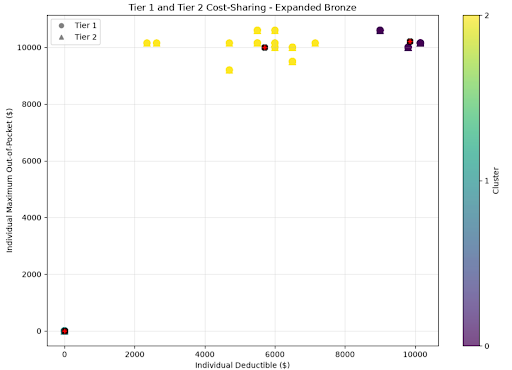 Tier 1 and Tier 2 Cost-Sharing - Expanded Bronze
Tier 1
Tier 2
10000
8000
6000
4000
2000
0
Individual Maximum Out-of-Pocket ($)
0
2000
4000
6000
8000
10000
Individual Deductible ($)
2
1
0
Cluster